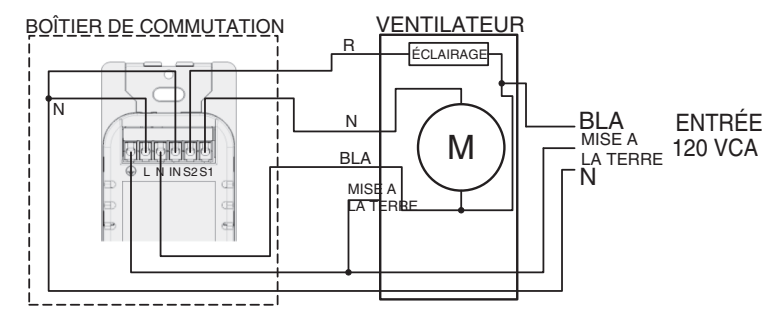 BOÎTIER DE COMMUTATION
VENTILATEUR
R
ÉCLAIRAGE
N
N
BLA
MISE A
LA TERRE
M
L N IN S2 S1
BLA
MISE A
LA TERRE
N
ENTRÉE
120 VCA